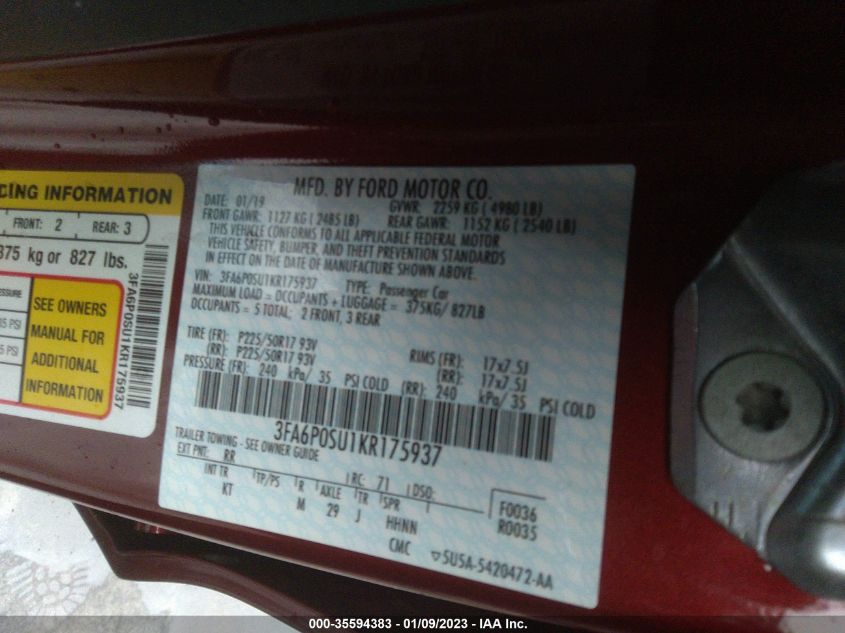 DING INFORMATION
FRONT: 2 REAR: 3
375 kg or 827 lbs.
SEE OWNERS
MANUAL FOR
ADDITIONAL
INFORMATION
5 PSI
5 PSI
3FA6P0SU1KR175937
MFD. BY FORD MOTOR CO.
DATE: 01/19 GVWR: 2259 KG ( 4980 LB)
FRONT GAWR: 1127 KG ( 2485 LB) REAR GAWR: 1152 KG ( 2540 LB)
THIS VEHICLE CONFORMS TO ALL APPLICABLE FEDERAL MOTOR
VEHICLE SAFETY, BUMPER, AND THEFT PREVENTION STANDARDS
IN EFFECT ON THE DATE OF MANUFACTURE SHOWN ABOVE.
VIN: 3FA6P0SU1KR175937 TYPE: Passenger Car
MAXIMUM LOAD = OCCUPANTS + LUGGAGE = 375KG/ 827LB
OCCUPANTS = 5 TOTAL; 2 FRONT, 3 REAR
TIRE (FR): P225/50R17 93V RIMS (FR): 17x7.5J
(RR): P225/50R17 93V (RR): 17x7.5J
PRESSURE (FR): 240 kPa/ 35 PSI COLD (RR): 240 kPa/ 35 PSI COLD
3FA6P0SU1KR175937
TRAILER TOWING - SEE OWNER GUIDE
EXT PNT: RR RC: 71 DSO:
INT TR TP/PS R AXLE TR SPR F0036
KT M 29 J HHNN R0035
CMC ▽5U5A-5420472-AA
000-35594383 - 01/09/2023 - IAA Inc.